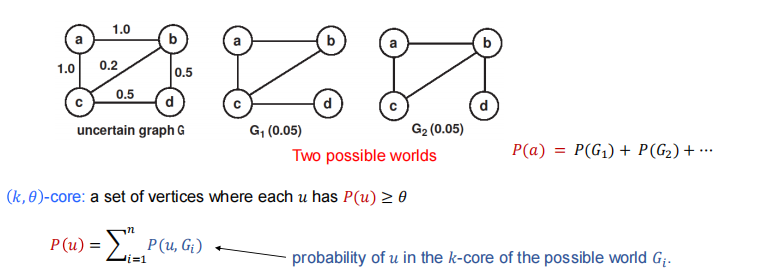 a 1.0 b
1.0 0.2 0.5
c 0.5 d
uncertain graph G
a b
c d
G₁ (0.05)
a b
c d
G₂ (0.05)
Two possible worlds
P(a) = P(G₁) + P(G₂) + ⋯
(k, θ)-core: a set of vertices where each u has P(u) ≥ θ
P(u) = ∑ⁿᵢ₌₁ P(u, Gᵢ)
probability of u in the k-core of the possible world Gᵢ.